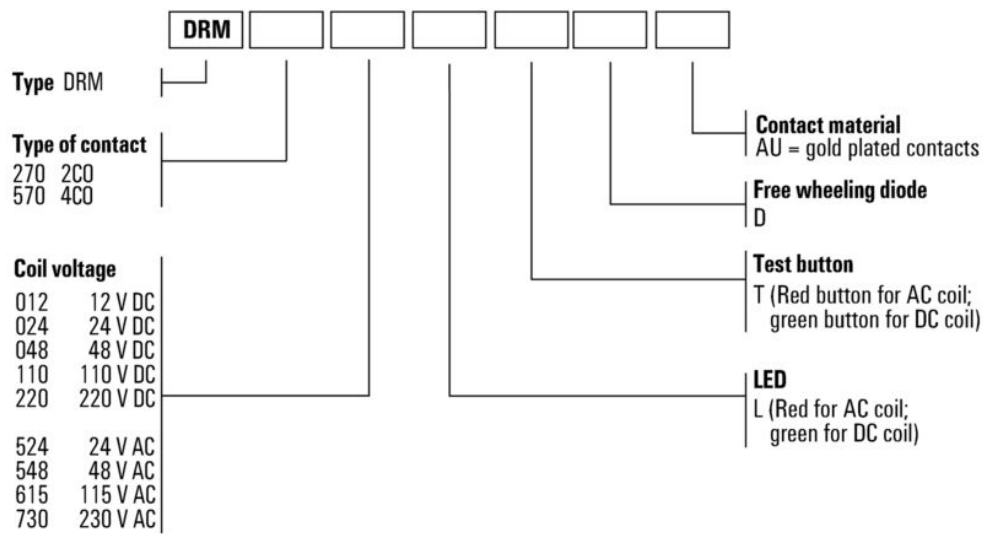 DRM
Type DRM
Type of contact
270 2CO
570 4CO
Coil voltage
012 12 V DC
024 24 V DC
048 48 V DC
110 110 V DC
220 220 V DC
524 24 V AC
548 48 V AC
615 115 V AC
730 230 V AC
Contact material
AU = gold plated contacts
Free wheeling diode
D
Test button
T (Red button for AC coil;
green button for DC coil)
LED
L (Red for AC coil;
green for DC coil)